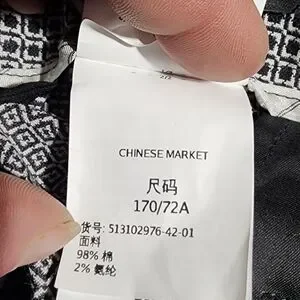 CHINESE MARKET
尺码
170/72A
货号: 513102976-42-01
面料
98% 棉
2% 氨纶